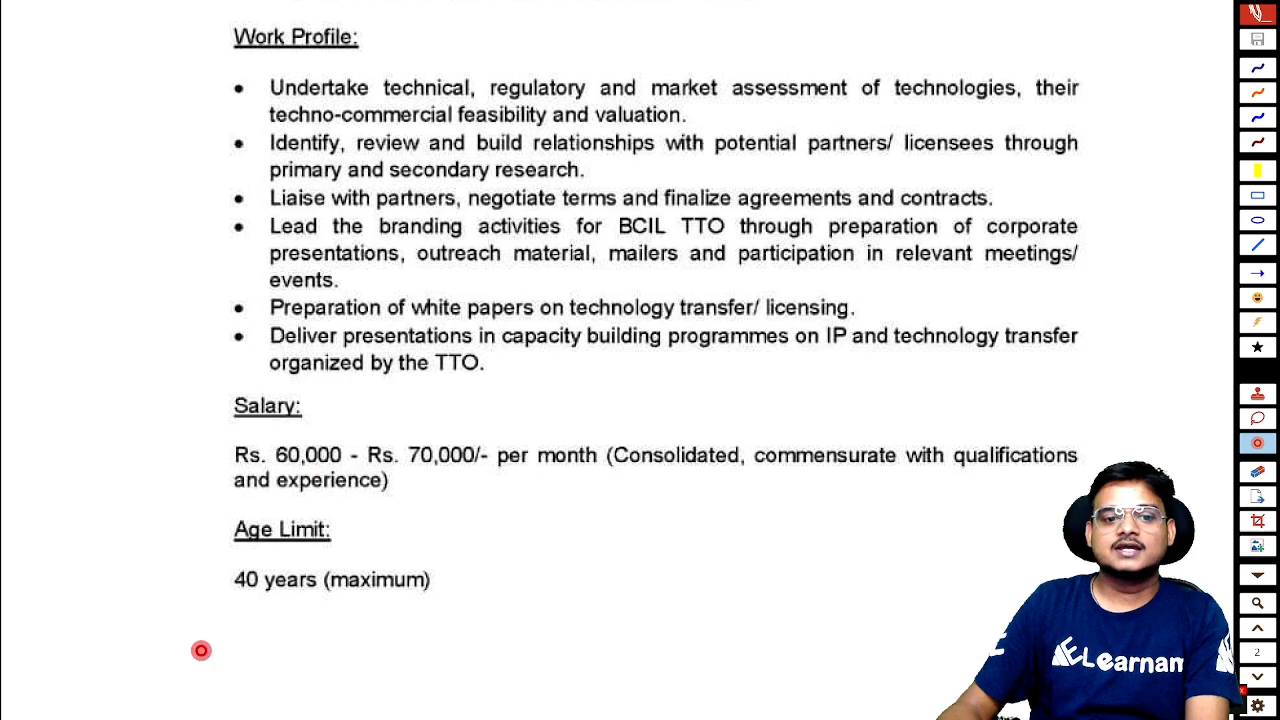 Work Profile:
• Undertake technical, regulatory and market assessment of technologies, their
techno-commercial feasibility and valuation.
• Identify, review and build relationships with potential partners/ licensees through
primary and secondary research.
• Liaise with partners, negotiate terms and finalize agreements and contracts.
• Lead the branding activities for BCIL TTO through preparation of corporate
presentations, outreach material, mailers and participation in relevant meetings/
events.
• Preparation of white papers on technology transfer/ licensing.
• Deliver presentations in capacity building programmes on IP and technology transfer
organized by the TTO.
Salary:
Rs. 60,000 - Rs. 70,000/- per month (Consolidated, commensurate with qualifications
and experience)
Age Limit:
40 years (maximum)
Learnam
2